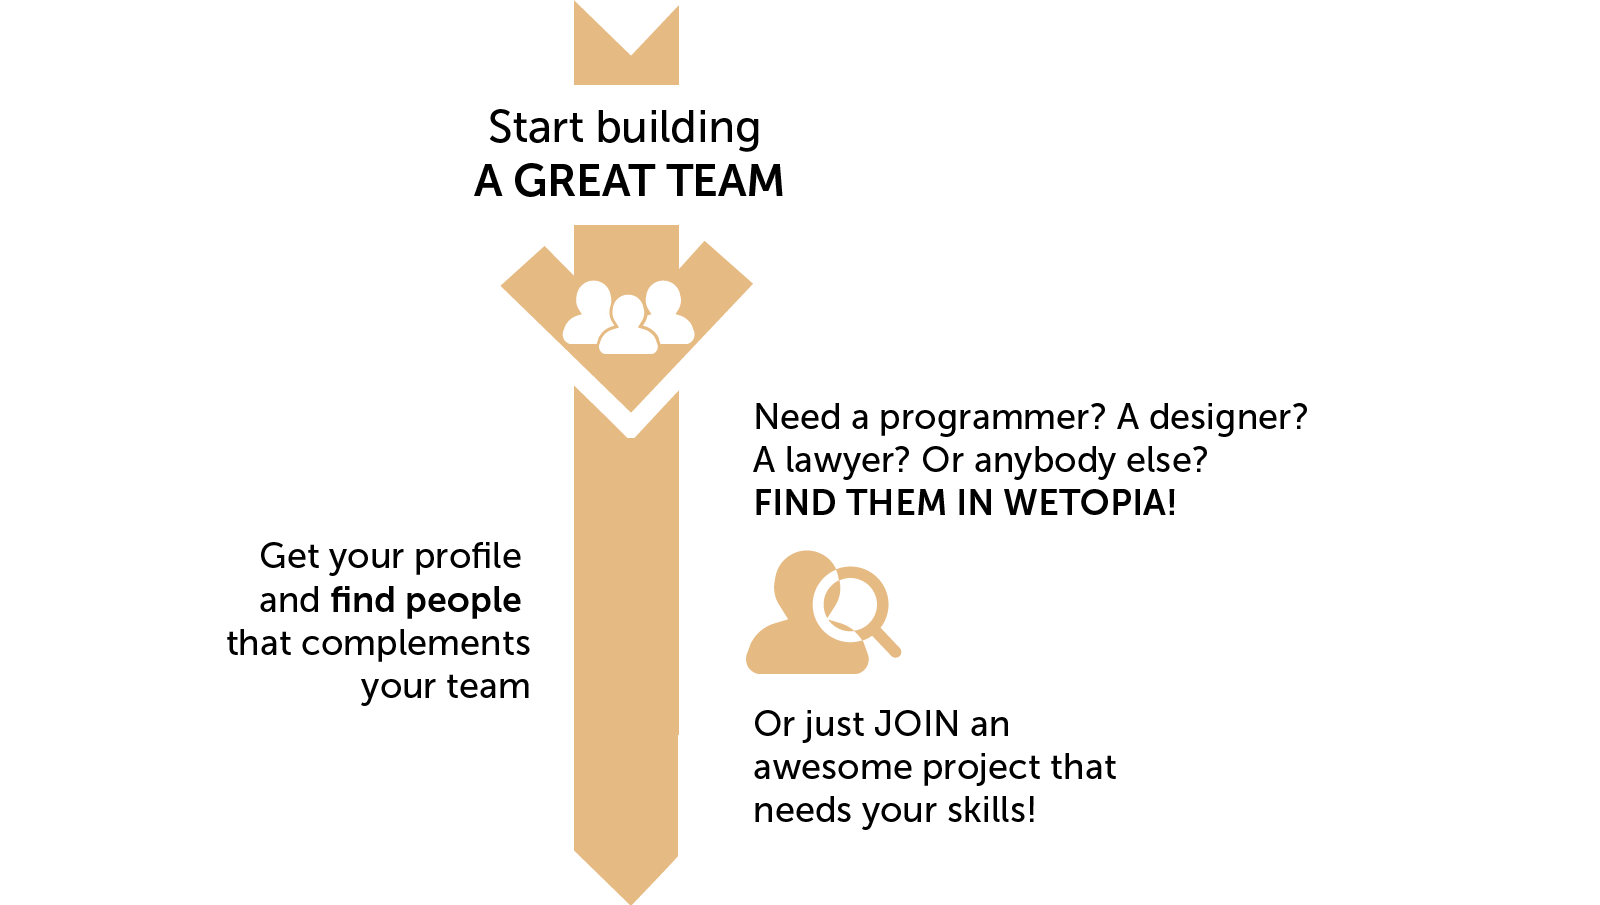 Start building
A GREAT TEAM
Need a programmer? A designer?
A lawyer? Or anybody else?
FIND THEM IN WETOPIA!
Get your profile
and find people
that complements
your team
Or just JOIN an
awesome project that
needs your skills!